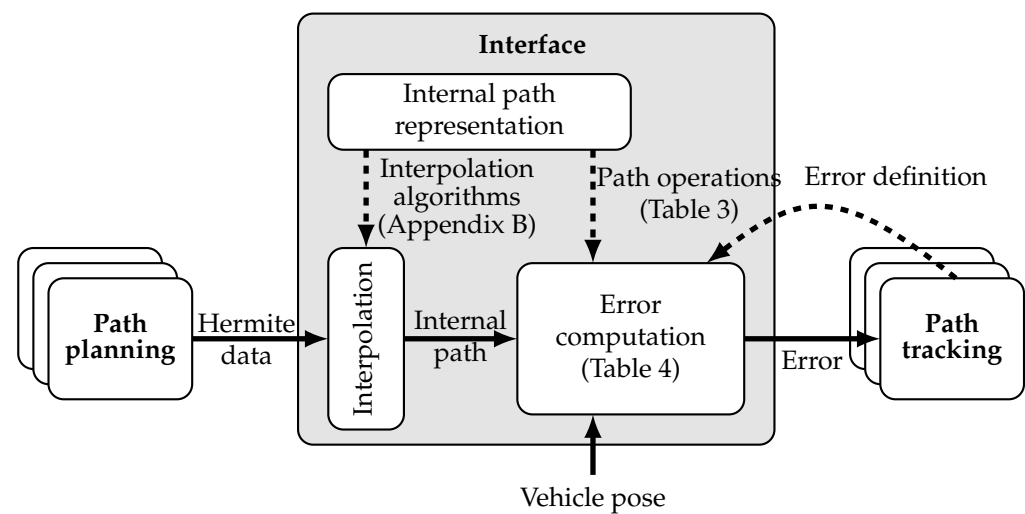 Interface
Internal path
representation
Interpolation
algorithms
(Appendix B)
Path operations
(Table 3)
Error definition
Path
planning
Hermite
data
Interpolation
Internal
path
Error
computation
(Table 4)
Error
Path
tracking
Vehicle pose